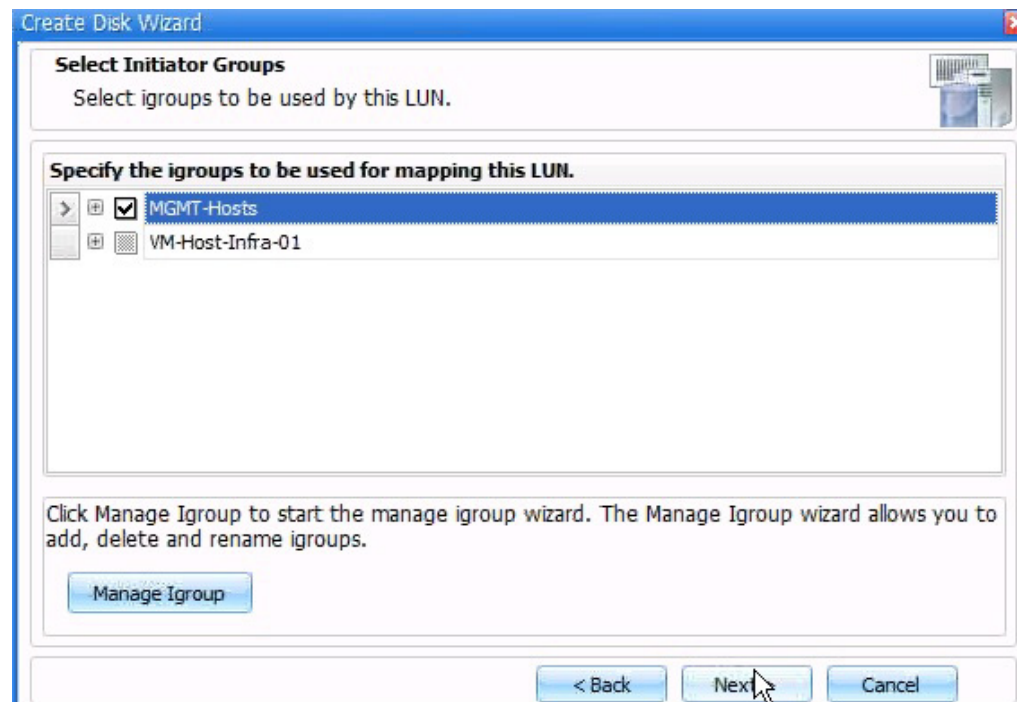 Create Disk Wizard
Select Initiator Groups
Select igroups to be used by this LUN.
Specify the igroups to be used for mapping this LUN.
MGMT-Hosts
VM-Host-Infra-01
Click Manage Igroup to start the manage igroup wizard. The Manage Igroup wizard allows you to
add, delete and rename igroups.
Manage Igroup
< Back Next > Cancel